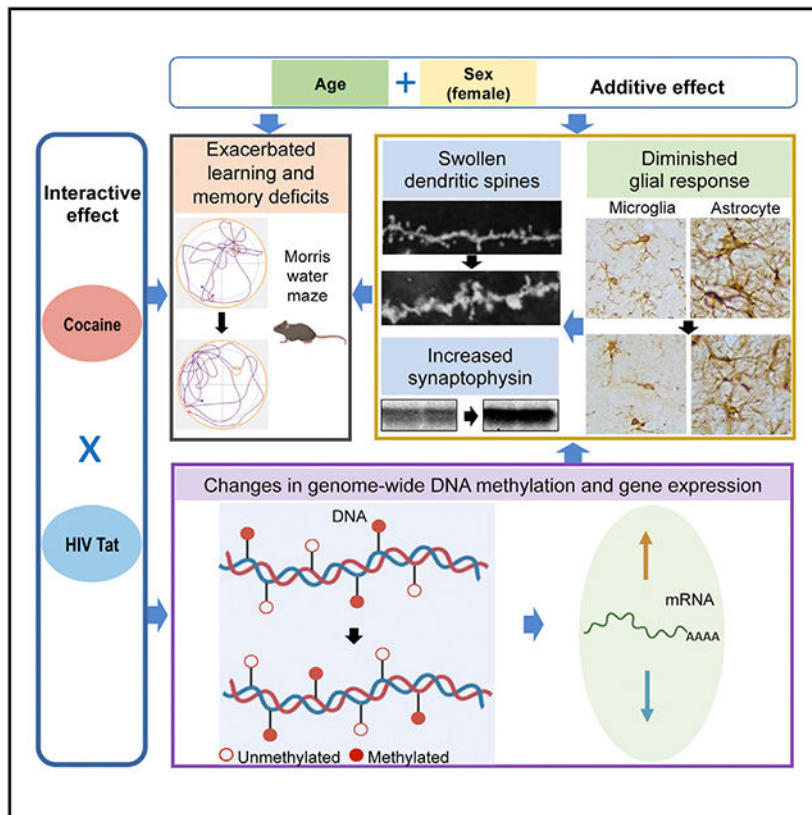 Age
+
Sex
(female)
Additive effect
Interactive
effect
Cocaine
X
HIV Tat
Exacerbated
learning and
memory deficits
Morris
water
maze
Swollen
dendritic spines
Increased
synaptophysin
Diminished
glial response
Microglia
Astrocyte
Changes in genome-wide DNA methylation and gene expression
DNA
Unmethylated
Methylated
mRNA
AAAA